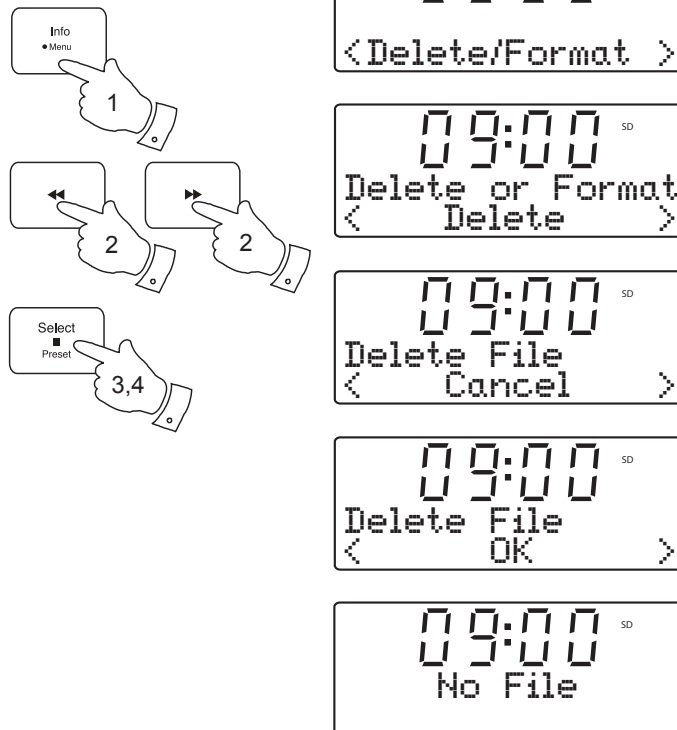 Info
● Menu
1
◀◀
▶▶
2
2
Select
■
Preset
3,4
<Delete/Format >
09:00 SD
Delete or Format
< Delete >
09:00 SD
Delete File
< Cancel >
09:00 SD
Delete File
< OK >
09:00 SD
No File